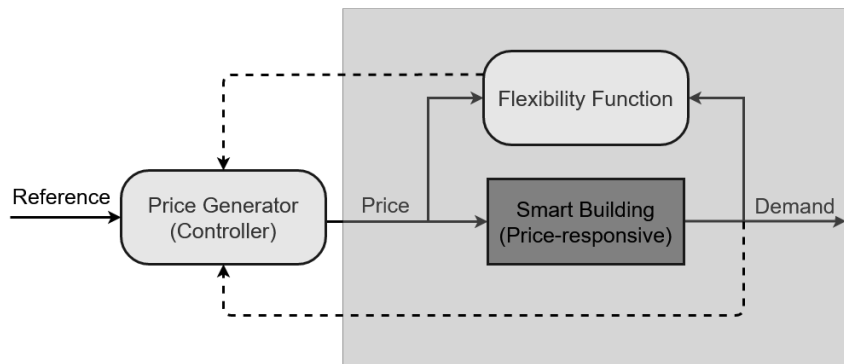 Flexibility Function
Reference
Price Generator
(Controller)
Price
Smart Building
(Price-responsive)
Demand